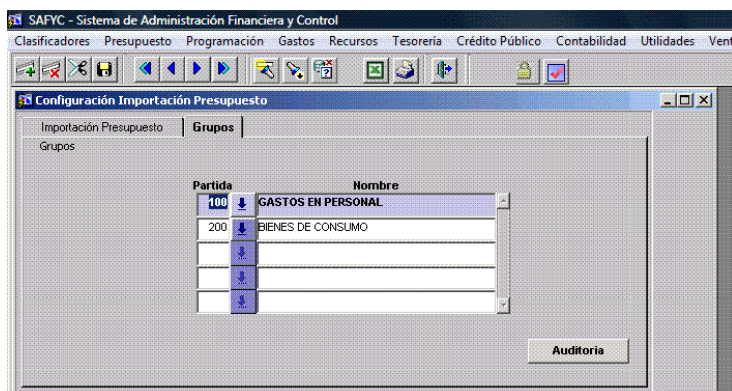 SAFYC - Sistema de Administración Financiera y Control
Clasificadores Presupuesto Programación Gastos Recursos Tesorería Crédito Público Contabilidad Utilidades Vent
Configuración Importación Presupuesto
Importación Presupuesto Grupos
Grupos
Partida Nombre
100 GASTOS EN PERSONAL
200 BIENES DE CONSUMO
Auditoria